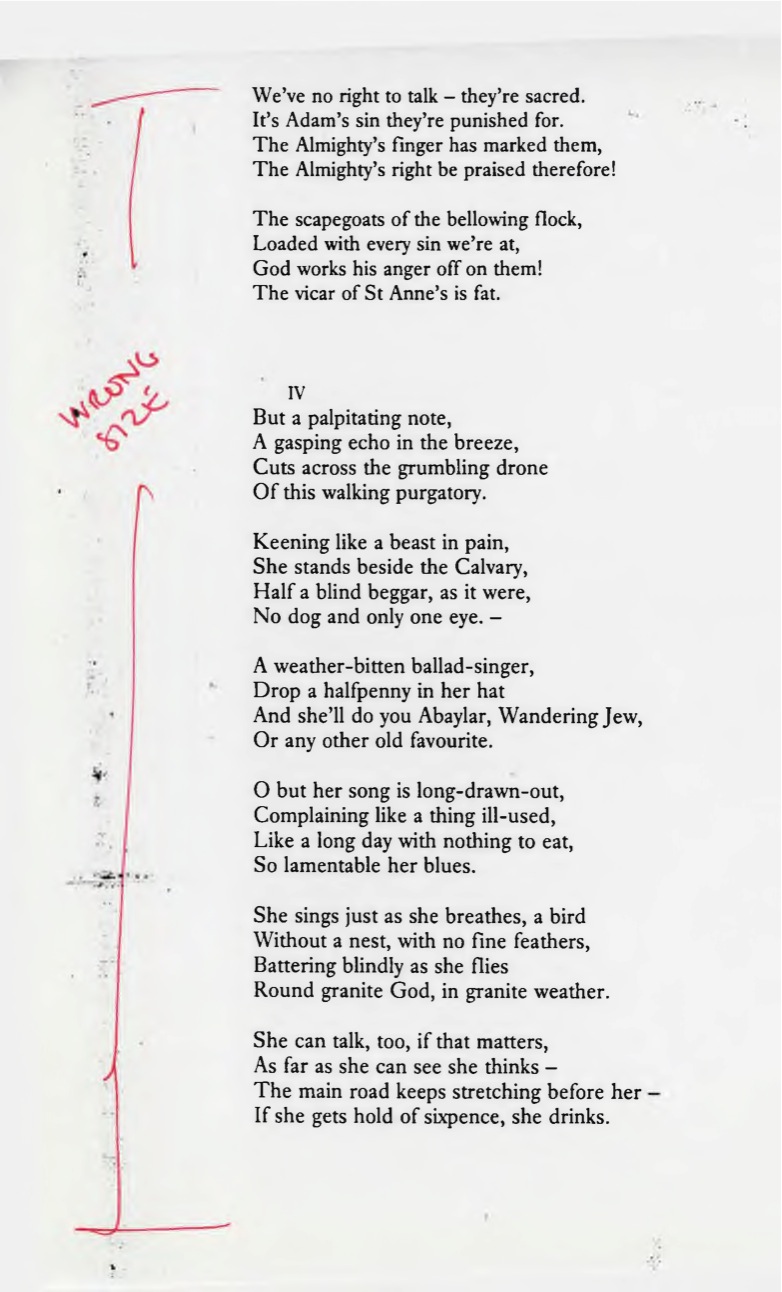 We've no right to talk – they're sacred.
It's Adam's sin they're punished for.
The Almighty's finger has marked them,
The Almighty's right be praised therefore!
The scapegoats of the bellowing flock,
Loaded with every sin we're at,
God works his anger off on them!
The vicar of St Anne's is fat.
WRONG
SIZE
IV
But a palpitating note,
A gasping echo in the breeze,
Cuts across the grumbling drone
Of this walking purgatory.
Keening like a beast in pain,
She stands beside the Calvary,
Half a blind beggar, as it were,
No dog and only one eye. –
A weather-bitten ballad-singer,
Drop a halfpenny in her hat
And she'll do you Abaylar, Wandering Jew,
Or any other old favourite.
O but her song is long-drawn-out,
Complaining like a thing ill-used,
Like a long day with nothing to eat,
So lamentable her blues.
She sings just as she breathes, a bird
Without a nest, with no fine feathers,
Battering blindly as she flies
Round granite God, in granite weather.
She can talk, too, if that matters,
As far as she can see she thinks –
The main road keeps stretching before her –
If she gets hold of sixpence, she drinks.